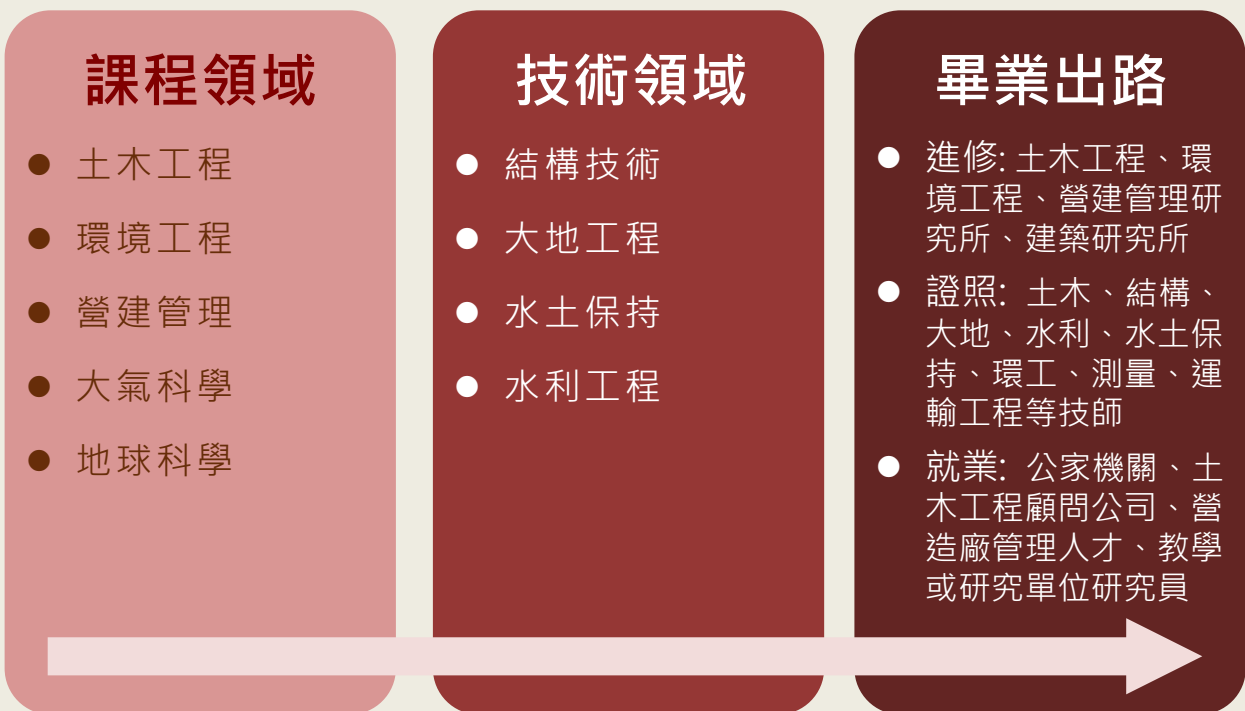 課程領域
土木工程
環境工程
營建管理
大氣科學
地球科學
技術領域
結構技術
大地工程
水土保持
水利工程
畢業出路
進修: 土木工程、環
境工程、營建管理研
究所、建築研究所
證照: 土木、結構、
大地、水利、水土保
持、環工、測量、運
輸工程等技師
就業: 公家機關、土
木工程顧問公司、營
造廠管理人才、教學
或研究單位研究員